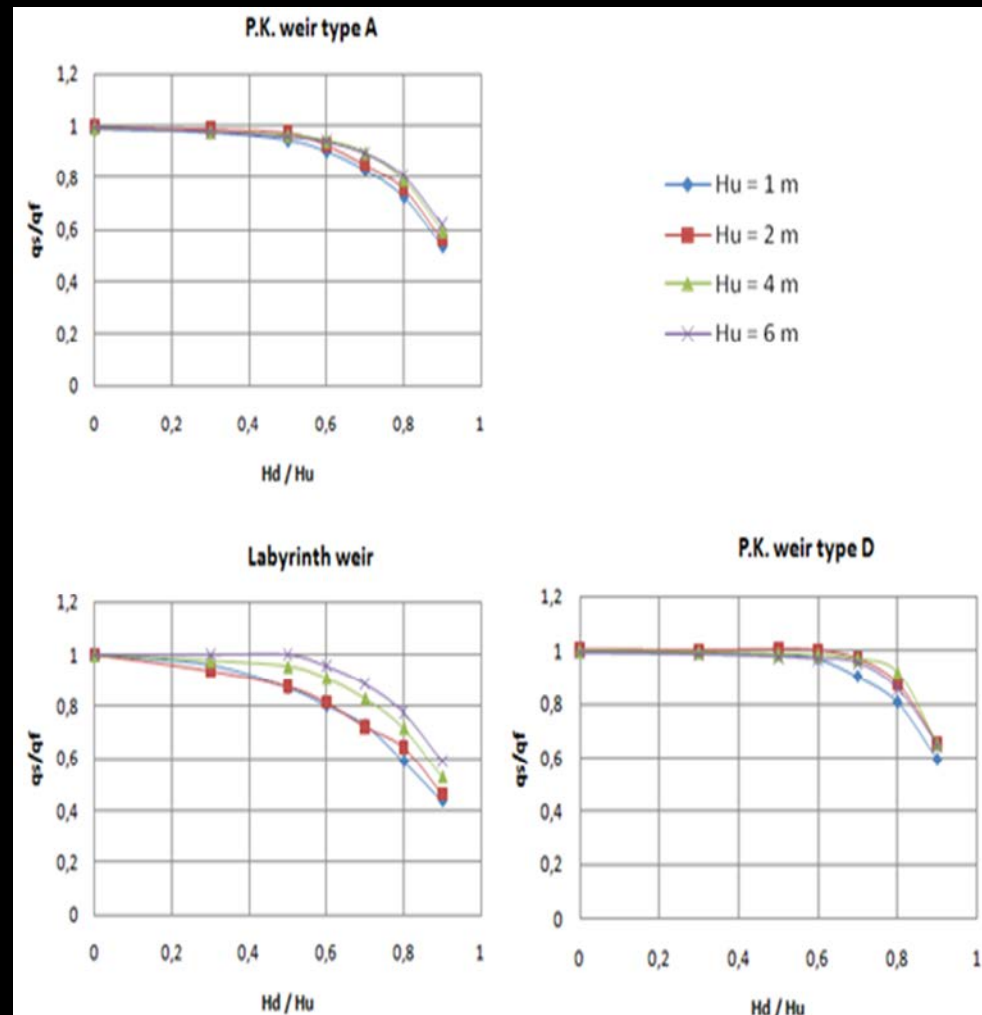 P.K. weir type A
1,2
1
0,8
0,6
0,4
0,2
0
qs/qf
0 0,2 0,4 0,6 0,8 1
Hd / Hu
Hu = 1 m
Hu = 2 m
Hu = 4 m
Hu = 6 m
Labyrinth weir
1,2
1
0,8
0,6
0,4
0,2
0
qs/qf
0 0,2 0,4 0,6 0,8 1
Hd / Hu
P.K. weir type D
1,2
1
0,8
0,6
0,4
0,2
0
qs/qf
0 0,2 0,4 0,6 0,8 1
Hd / Hu